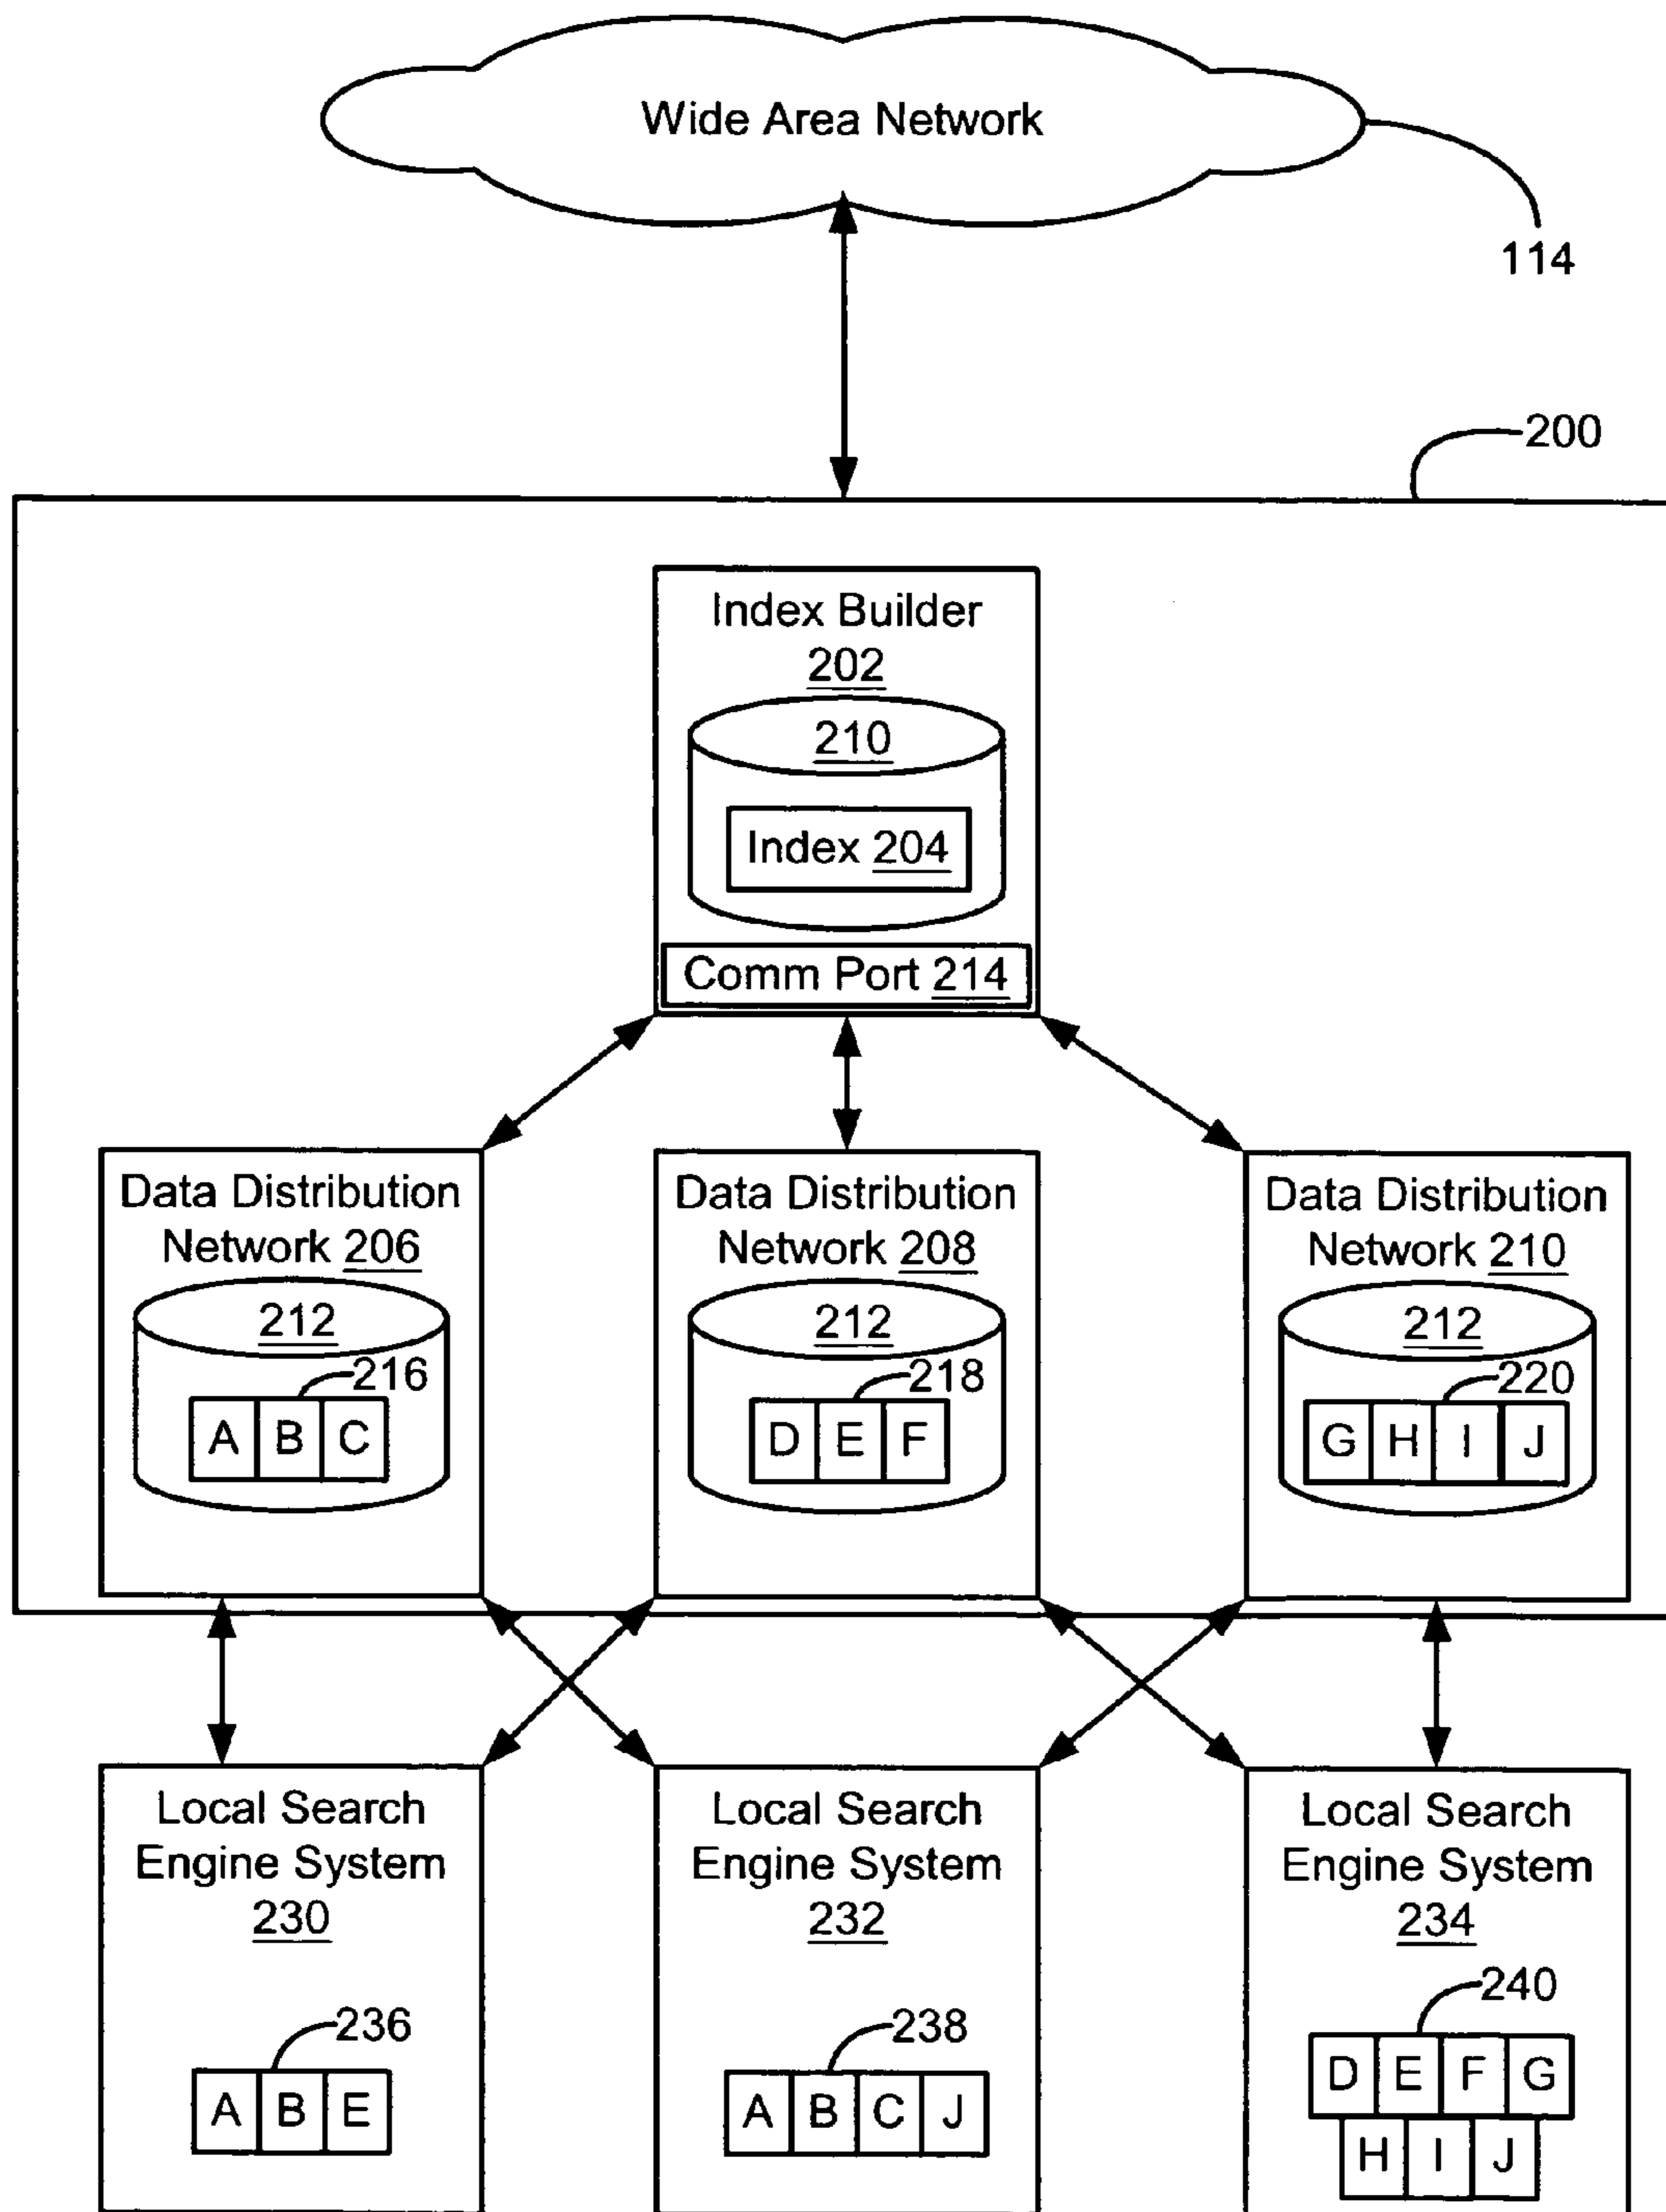 Wide Area Network
114
200
Index Builder
202
210
Index 204
Comm Port 214
Data Distribution
Network 206
212
216
A B C
Data Distribution
Network 208
212
218
D E F
Data Distribution
Network 210
212
220
G H I J
Local Search
Engine System
230
236
A B E
Local Search
Engine System
232
238
A B C J
Local Search
Engine System
234
240
D E F G
H I J